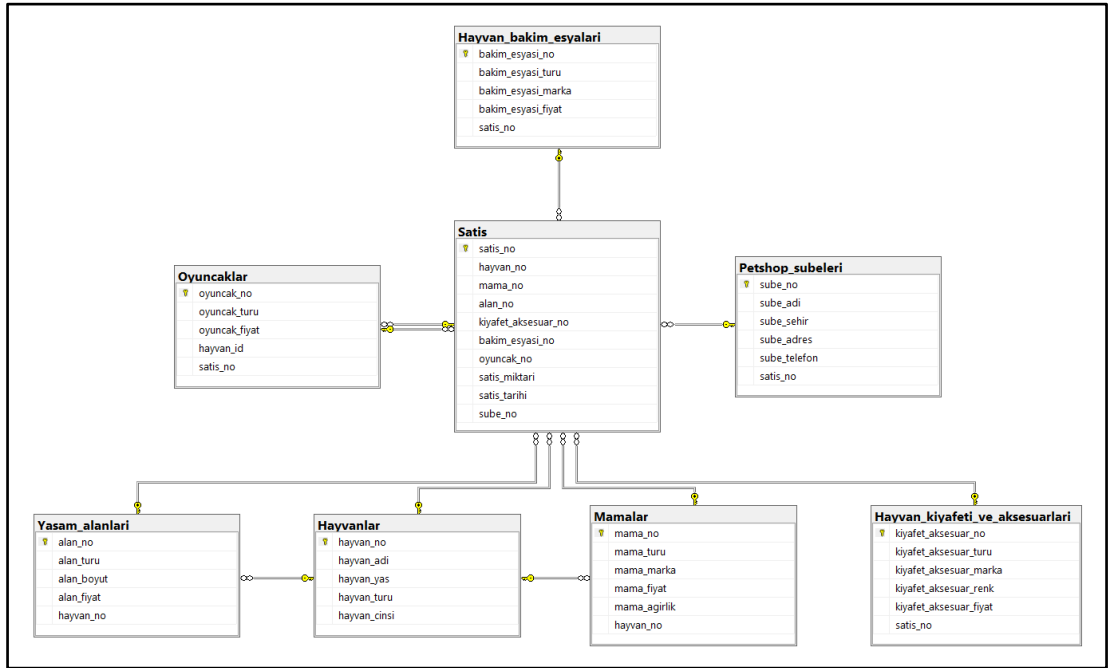 Hayvan_bakim_esyalari
bakim_esyasi_no
bakim_esyasi_turu
bakim_esyasi_marka
bakim_esyasi_fiyat
satis_no
Satis
satis_no
hayvan_no
mama_no
alan_no
kiyafet_aksesuar_no
bakim_esyasi_no
oyuncak_no
satis_miktari
satis_tarihi
sube_no
Oyuncaklar
oyuncak_no
oyuncak_turu
oyuncak_fiyat
hayvan_id
satis_no
Petshop_subeleri
sube_no
sube_adi
sube_sehir
sube_adres
sube_telefon
satis_no
Yasam_alanlari
alan_no
alan_turu
alan_boyut
alan_fiyat
hayvan_no
Hayvanlar
hayvan_no
hayvan_adi
hayvan_yas
hayvan_turu
hayvan_cinsi
Mamalar
mama_no
mama_turu
mama_marka
mama_fiyat
mama_agirlik
hayvan_no
Hayvan_kiyafeti_ve_aksesuarlari
kiyafet_aksesuar_no
kiyafet_aksesuar_turu
kiyafet_aksesuar_marka
kiyafet_aksesuar_renk
kiyafet_aksesuar_fiyat
satis_no